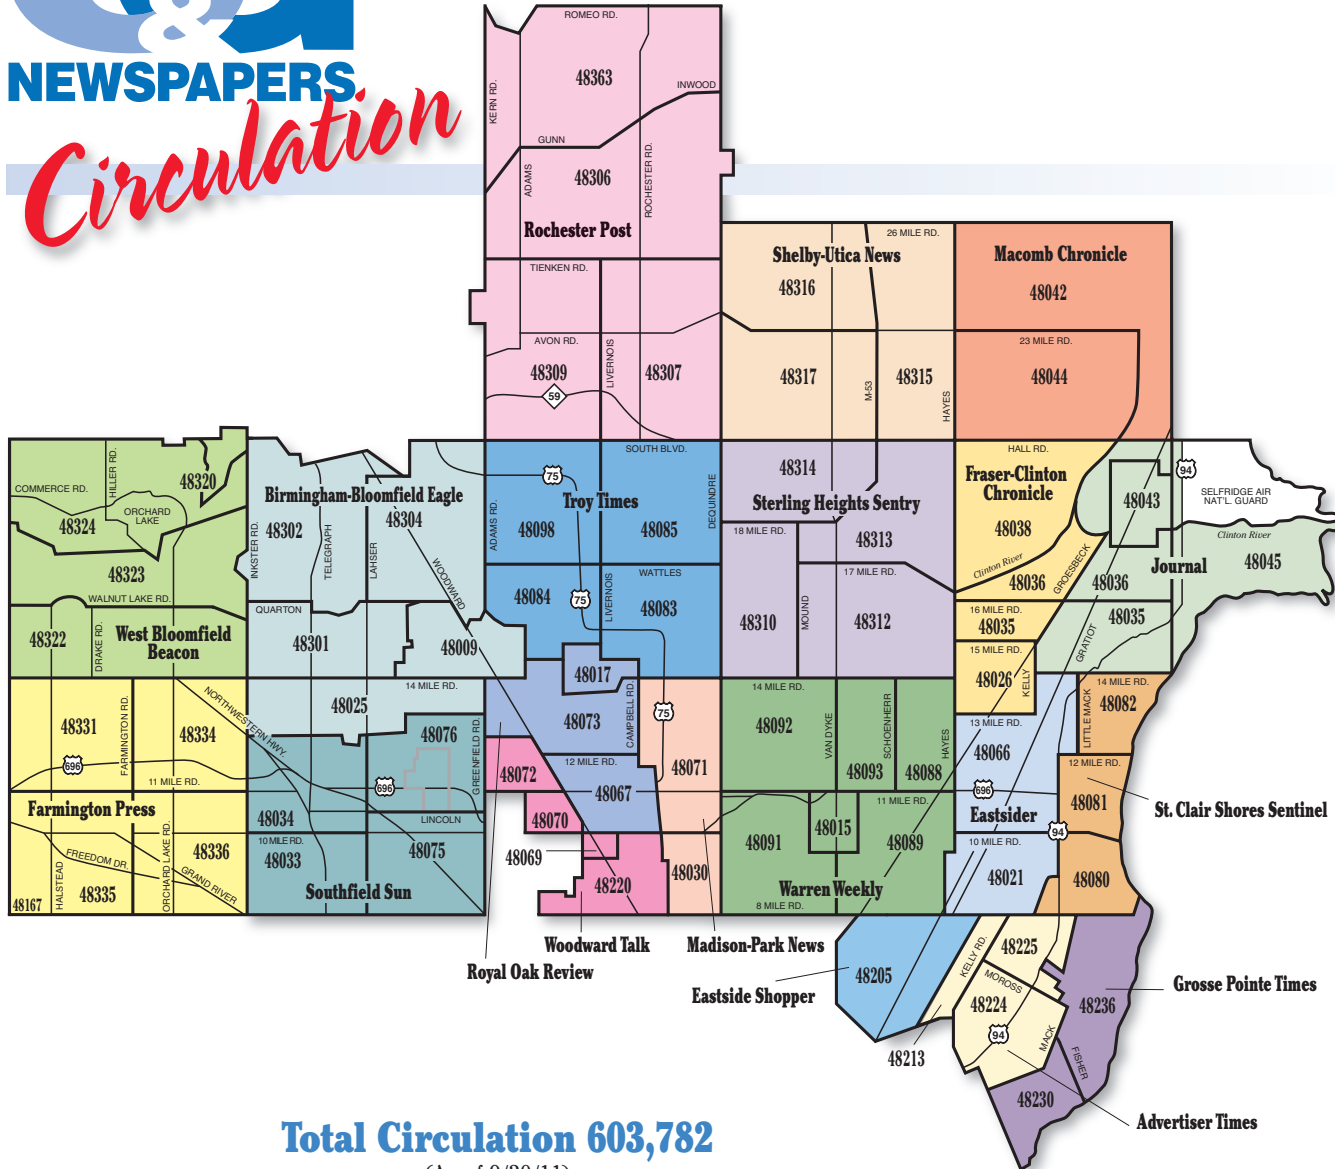 &
NEWSPAPERS
Circulation
ROMEO RD.
KERN RD.
48363
INWOOD
GUNN
ADAMS
48306
ROCHESTER RD.
Rochester Post
TIENKEN RD.
AVON RD.
LIVERNOIS
48309
48307
59
26 MILE RD.
Shelby-Utica News
48316
48317
M-53
48315
HAYES
Macomb Chronicle
48042
23 MILE RD.
48044
COMMERCE RD.
HILLER RD.
48320
48324
ORCHARD
LAKE
48323
WALNUT LAKE RD.
48322
DRAKE RD.
West Bloomfield
Beacon
Birmingham-Bloomfield Eagle
48302
48304
INKSTER RD.
TELEGRAPH
LAHSER
WOODWARD
QUARTON
48301
48009
14 MILE RD.
48025
SOUTH BLVD.
75
Troy Times
ADAMS RD.
48098
48085
DEQUINDRE
WATTLES
48084
75
LIVERNOIS
48083
48314
Sterling Heights Sentry
18 MILE RD.
48313
17 MILE RD.
48310
MOUND
48312
HALL RD.
Fraser-Clinton
Chronicle
48038
Clinton River
48036
GROESBECK
16 MILE RD.
48035
15 MILE RD.
48026
KELLY
94
48043
SELFRIDGE AIR
NAT'L. GUARD
Clinton River
Journal
48045
48036
48035
GRATIOT
48331
FARMINGTON RD.
48334
NORTHWESTERN HWY.
696
11 MILE RD.
Farmington Press
48336
FREEDOM DR.
ORCHARD LAKE RD.
GRAND RIVER
48167
HALSTEAD
48335
48076
GREENFIELD RD.
696
48034
LINCOLN
10 MILE RD.
48033
48075
Southfield Sun
48017
48073
CAMPBELL RD.
75
48072
12 MILE RD.
48067
48071
48070
48069
48220
48030
14 MILE RD.
48092
VAN DYKE
SCHOENHERR
HAYES
48093
48088
11 MILE RD.
48015
48091
48089
Warren Weekly
8 MILE RD.
13 MILE RD.
48066
696
Eastsider
94
10 MILE RD.
48021
14 MILE RD.
LITTLE MACK
48082
12 MILE RD.
48081
48080
St. Clair Shores Sentinel
Woodward Talk
Royal Oak Review
Madison-Park News
Eastside Shopper
48205
KELLY RD.
48225
MOROSS
48224
94
MACK
48213
48236
FISHER
48230
Grosse Pointe Times
Advertiser Times
Total Circulation 603,782